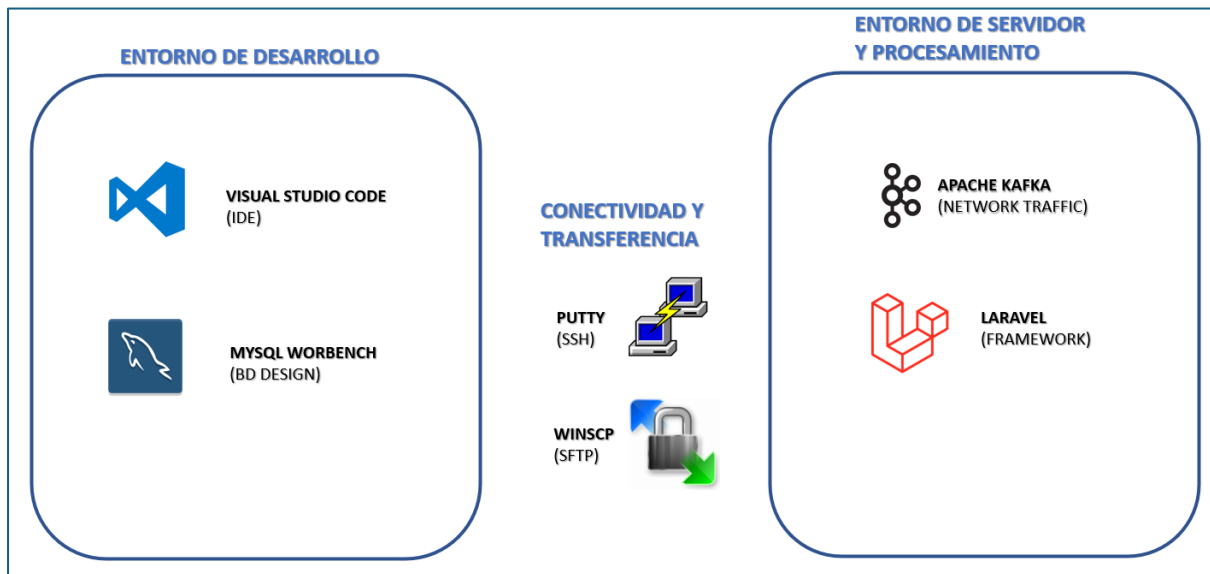 ENTORNO DE DESARROLLO
VISUAL STUDIO CODE
(IDE)
MYSQL WORBENCH
(BD DESIGN)
CONECTIVIDAD Y
TRANSFERENCIA
PUTTY
(SSH)
WINSCP
(SFTP)
ENTORNO DE SERVIDOR
Y PROCESAMIENTO
APACHE KAFKA
(NETWORK TRAFFIC)
LARAVEL
(FRAMEWORK)